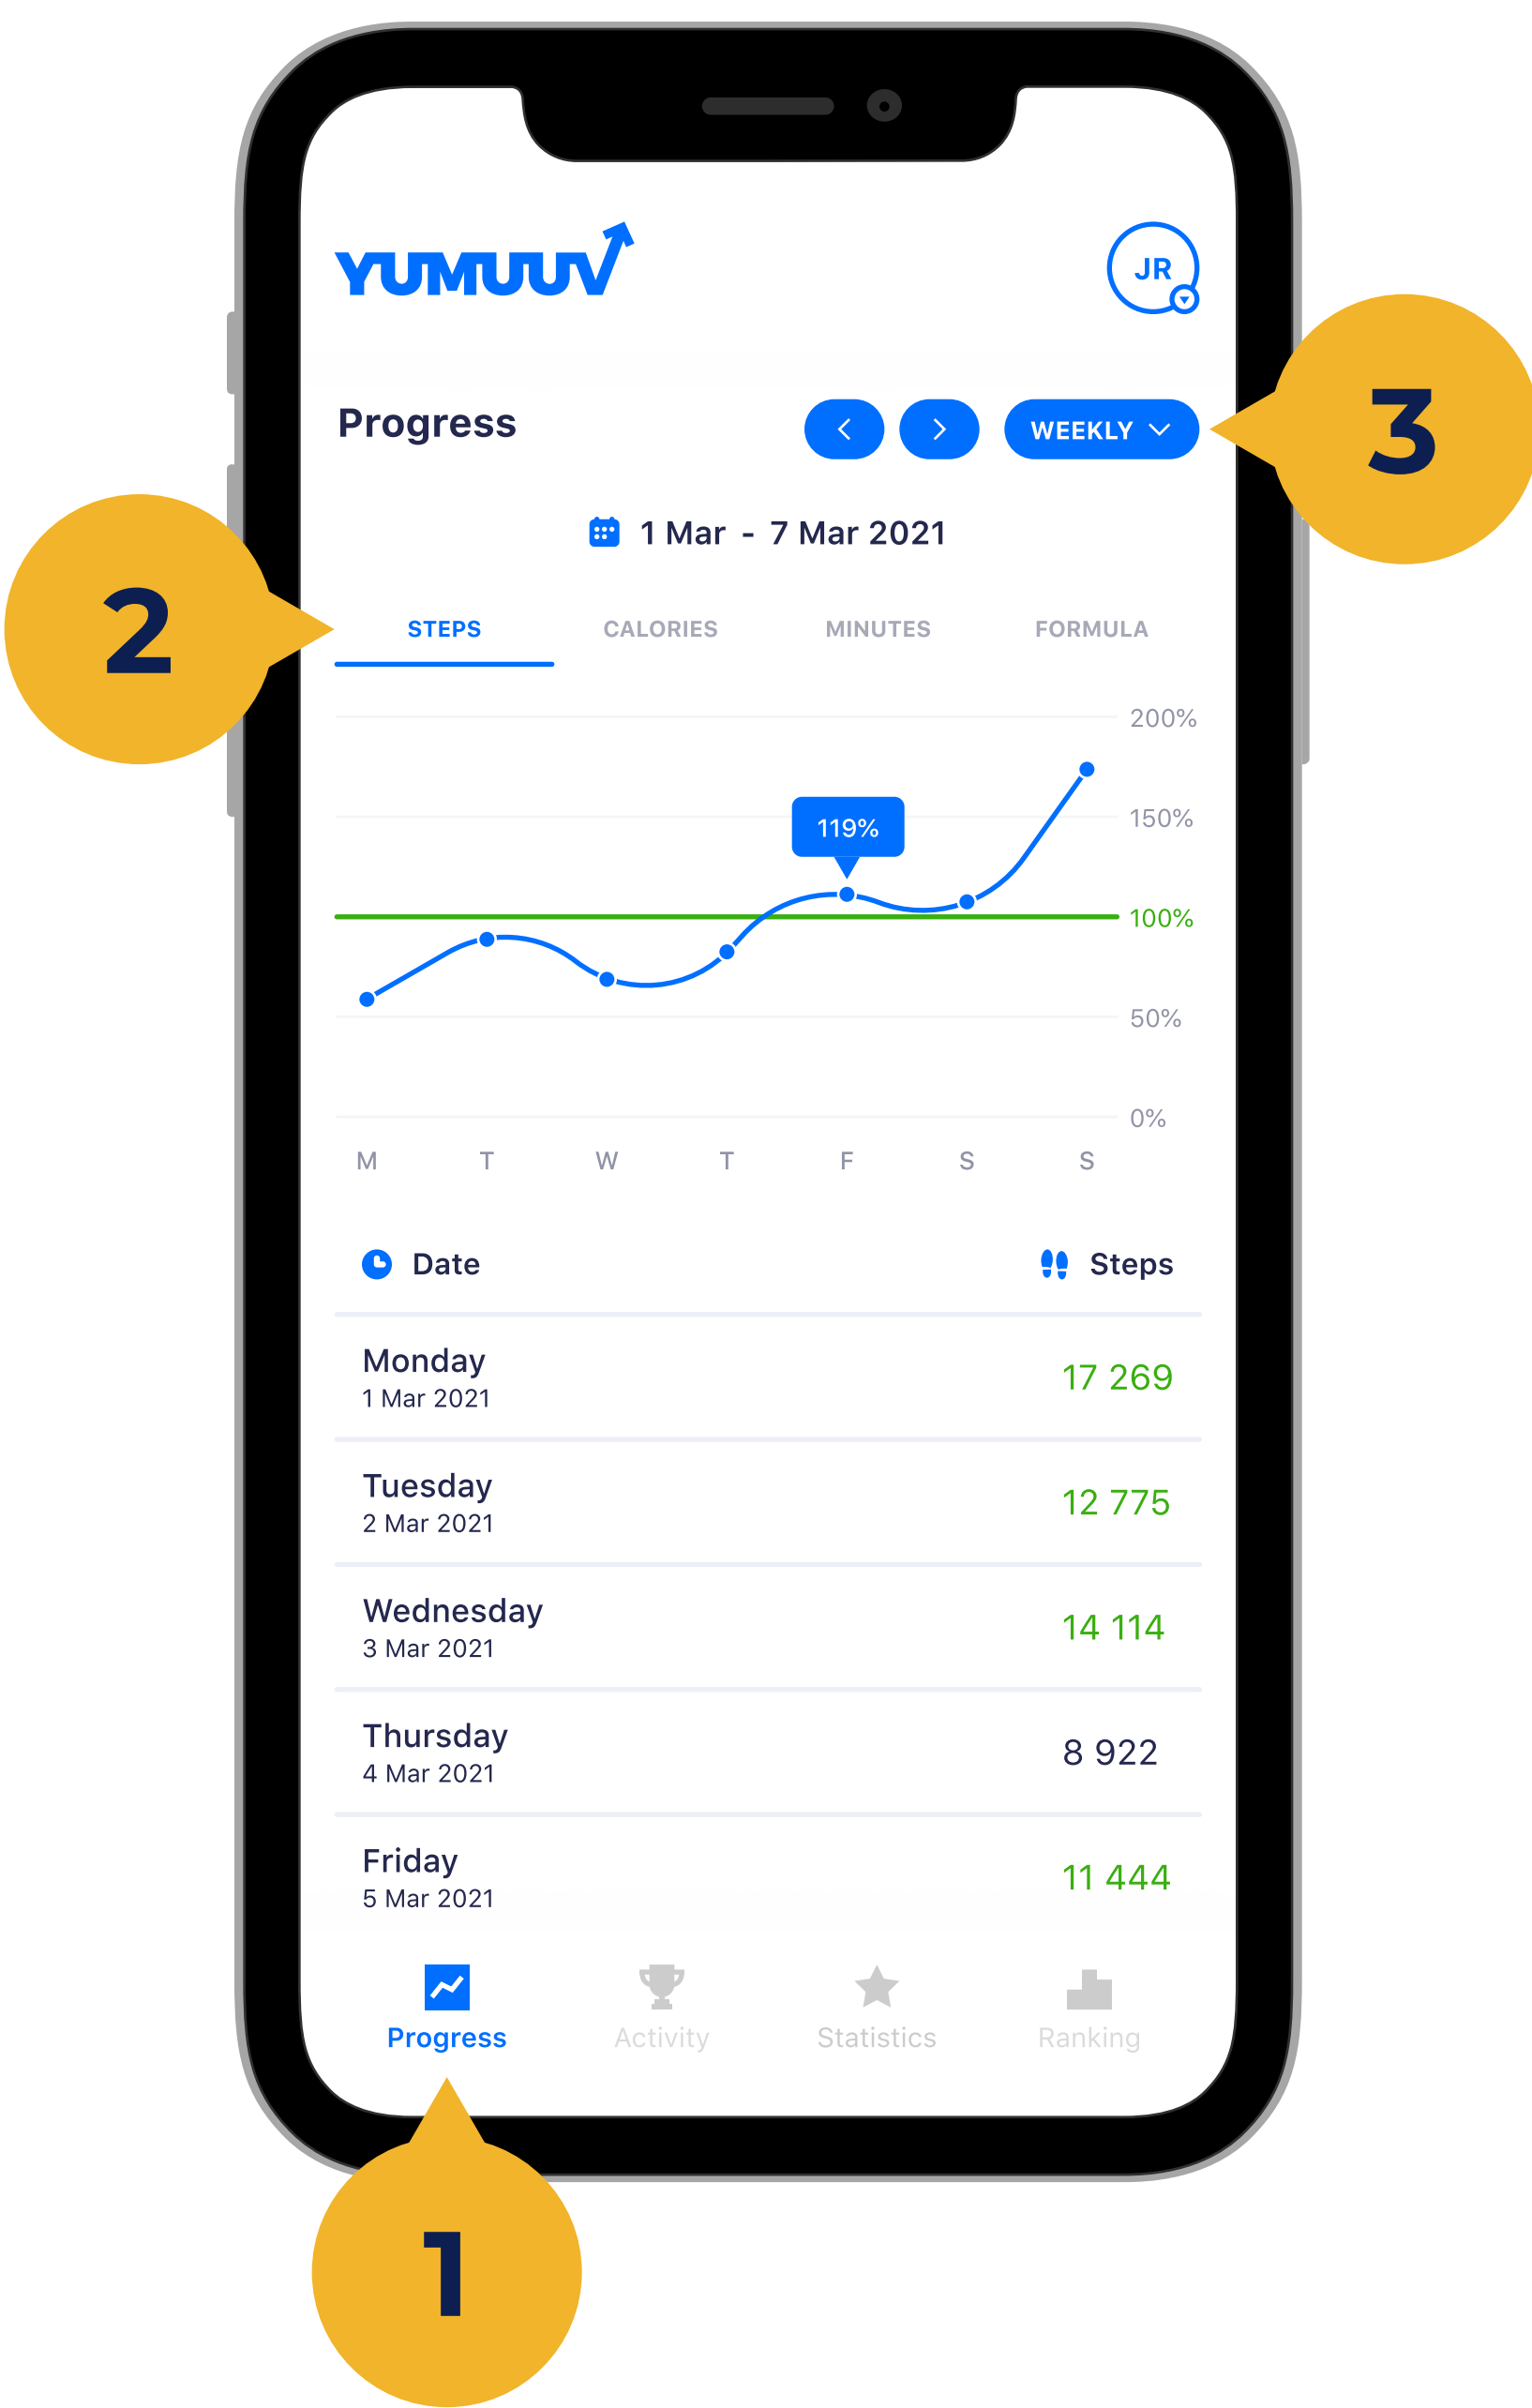 YUMUUV
JR
Progress
WEEKLY
3
1 Mar - 7 Mar 2021
2
STEPS CALORIES MINUTES FORMULA
200%
150%
119%
100%
50%
0%
M T W T F S S
Date Steps
Monday
1 Mar 2021
17 269
Tuesday
2 Mar 2021
12 775
Wednesday
3 Mar 2021
14 114
Thursday
4 Mar 2021
8 922
Friday
5 Mar 2021
11 444
Progress Activity Statistics Ranking
1